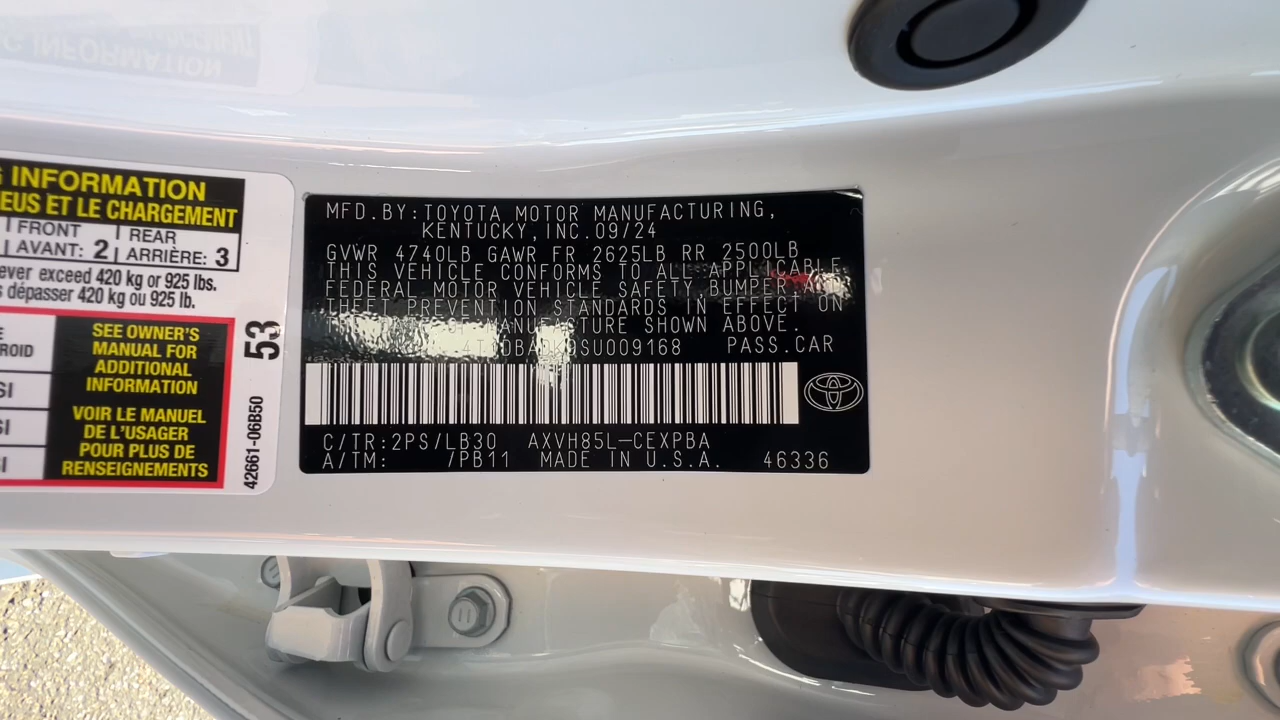 G INFORMATION
EUS ET LE CHARGEMENT
FRONT REAR
AVANT: 2 ARRIÈRE: 3
ever exceed 420 kg or 925 lbs.
dépasser 420 kg ou 925 lb.
SEE OWNER'S
MANUAL FOR
ADDITIONAL
INFORMATION
VOIR LE MANUEL
DE L'USAGER
POUR PLUS DE
RENSEIGNEMENTS
53
42661-06B50
MFD.BY:TOYOTA MOTOR MANUFACTURING,
KENTUCKY,INC.09/24
GVWR 4740LB GAWR FR 2625LB RR 2500LB
THIS VEHICLE CONFORMS TO ALL APPLICABLE
FEDERAL MOTOR VEHICLE SAFETY,BUMPER AND
THEFT PREVENTION STANDARDS IN EFFECT ON
MANUFACTURE SHOWN ABOVE.
SU009168 PASS.CAR
C/TR:2PS/LB30 AXVH85L-CEXPBA
A/TM: 7PB11 MADE IN U.S.A. 46336